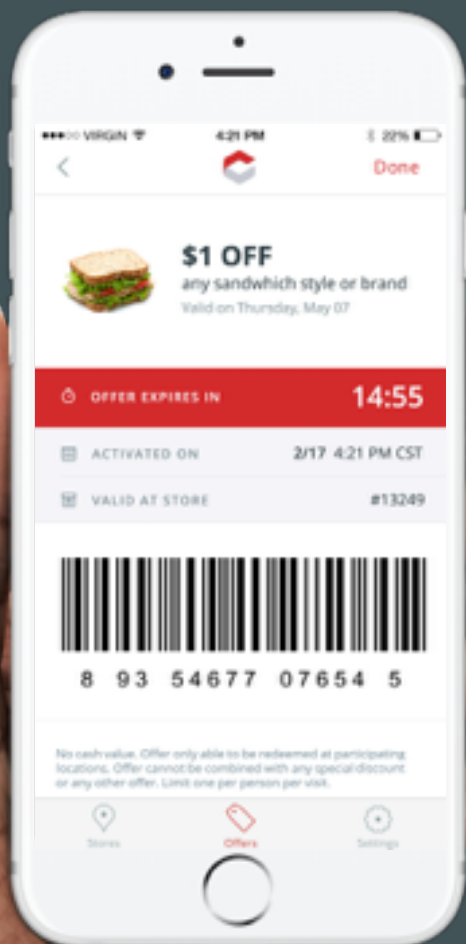 VIRGIN 4:21 PM 22%
Done
$1 OFF
any sandwhich style or brand
Valid on Thursday, May 07
OFFER EXPIRES IN 14:55
ACTIVATED ON 2/17 4:21 PM CST
VALID AT STORE #13249
8 93 54677 07654 5
No cash value. Offer only able to be redeemed at participating
locations. Offer cannot be combined with any special discount
or any other offer. Limit one per person per visit.
Stores Offers Settings